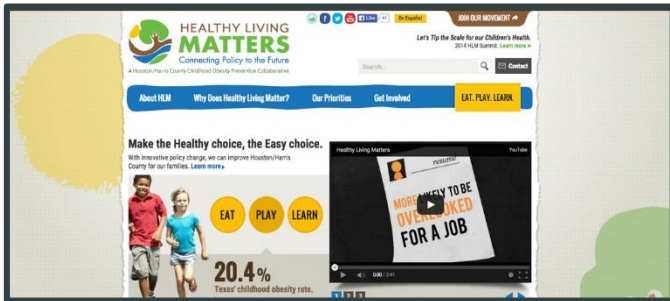 HEALTHY LIVING
MATTERS
Connecting Policy to the Future
A Houston/Harris County Childhood Obesity Prevention Collaborative
Like
En Español
JOIN OUR MOVEMENT
Let's Tip the Scale for our Children's Health.
2014 HLM Summit. Learn more »
Search...
Contact
About HLM
Why Does Healthy Living Matter?
Our Priorities
Get Involved
EAT. PLAY. LEARN.
Make the Healthy choice, the Easy choice.
With innovative policy change, we can improve Houston/Harris
County for our families. Learn more »
EAT
PLAY
LEARN
20.4%
Texas' childhood obesity rate.
Healthy Living Matters
YouTube
resume
MORE LIKELY TO BE
OVERLOOKED
FOR A JOB
0:00 / 2:41
1 2 3